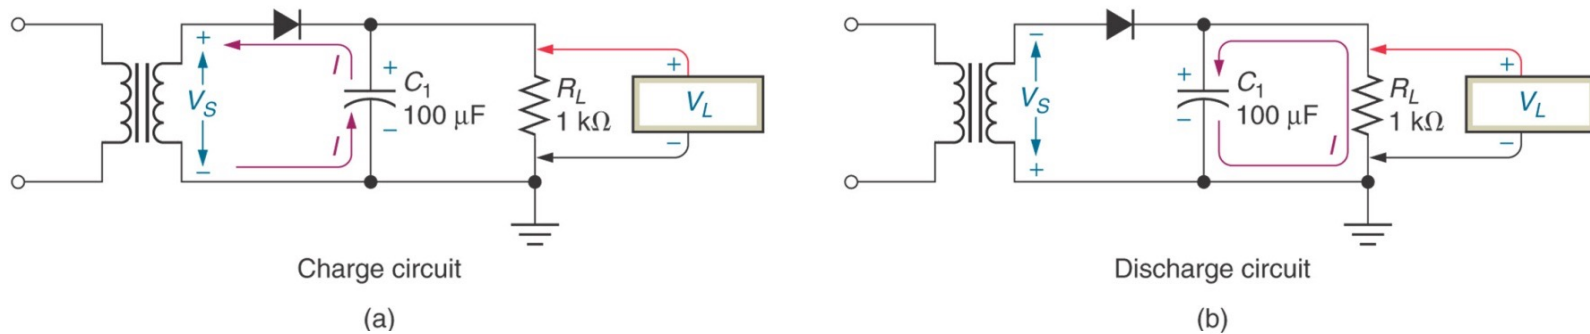 +
I
+
V_S
C_1
100 µF
R_L
1 kΩ
+
V_L
−
−
I
−
Charge circuit
(a)
−
+
V_S
C_1
100 µF
−
R_L
1 kΩ
+
V_L
−
I
+
Discharge circuit
(b)